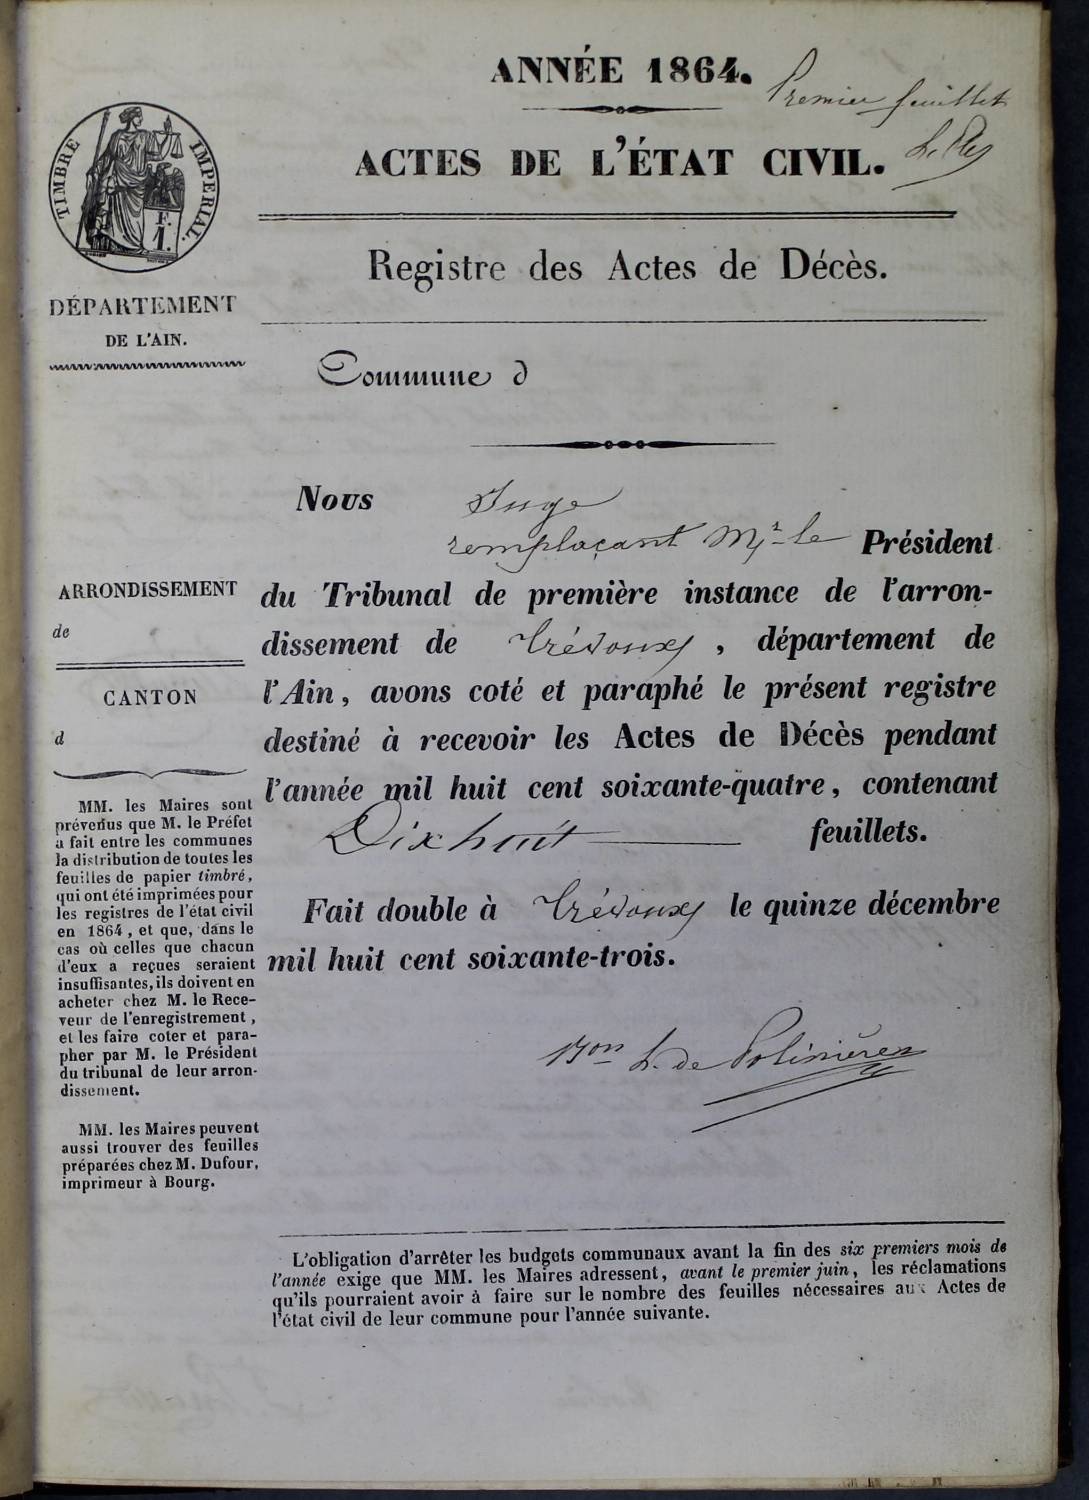 ANNÉE 1864.
Premier feuillet
ACTES DE L'ÉTAT CIVIL.
TIMBRE IMPERIAL.
F.
1.
Registre des Actes de Décès.
DÉPARTEMENT
DE L'AIN.
Commune d
Nous Juge
remplaçant Mr le Président
du Tribunal de première instance de l'arron-
dissement de Trévoux, département de
l'Ain, avons coté et paraphé le présent registre
destiné à recevoir les Actes de Décès pendant
l'année mil huit cent soixante-quatre, contenant
Dix huit feuillets.
Fait double à Trévoux le quinze décembre
mil huit cent soixante-trois.
Bon L. de Polinière
ARRONDISSEMENT
de
CANTON
d
MM. les Maires sont
prévenus que M. le Préfet
a fait entre les communes
la distribution de toutes les
feuilles de papier timbré,
qui ont été imprimées pour
les registres de l'état civil
en 1864, et que, dans le
cas où celles que chacun
d'eux a reçues seraient
insuffisantes, ils doivent en
acheter chez M. le Rece-
veur de l'enregistrement,
et les faire coter et para-
pher par M. le Président
du tribunal de leur arron-
dissement.
MM. les Maires peuvent
aussi trouver des feuilles
préparées chez M. Dufour,
imprimeur à Bourg.
L'obligation d'arrêter les budgets communaux avant la fin des six premiers mois de
l'année exige que MM. les Maires adressent, avant le premier juin, les réclamations
qu'ils pourraient avoir à faire sur le nombre des feuilles nécessaires aux Actes de
l'état civil de leur commune pour l'année suivante.